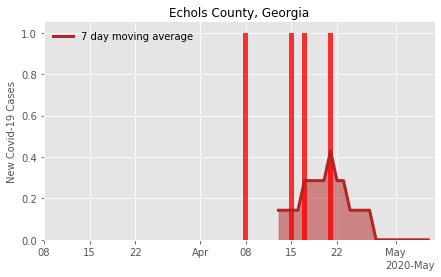 Echols County, Georgia
7 day moving average
New Covid-19 Cases
1.0
0.8
0.6
0.4
0.2
0.0
08 15 22 Apr 08 15 22 May
2020-May